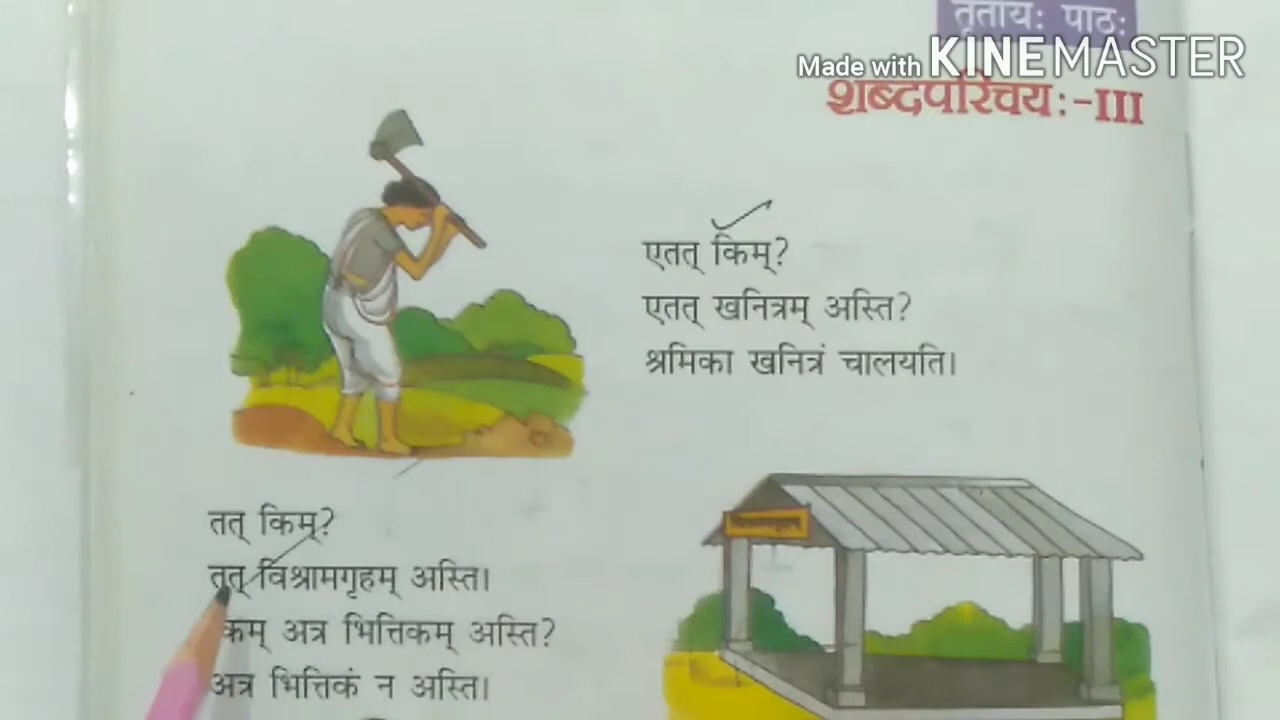 तृतीयः पाठः
Made with KINEMASTER
शब्दपरिचयः-III
एतत् किम्?
एतत् खनित्रम् अस्ति?
श्रमिका खनित्रं चालयति।
तत् किम्?
तत् विश्रामगृहम् अस्ति।
किम् अत्र भित्तिकम् अस्ति?
अत्र भित्तिकं न अस्ति।